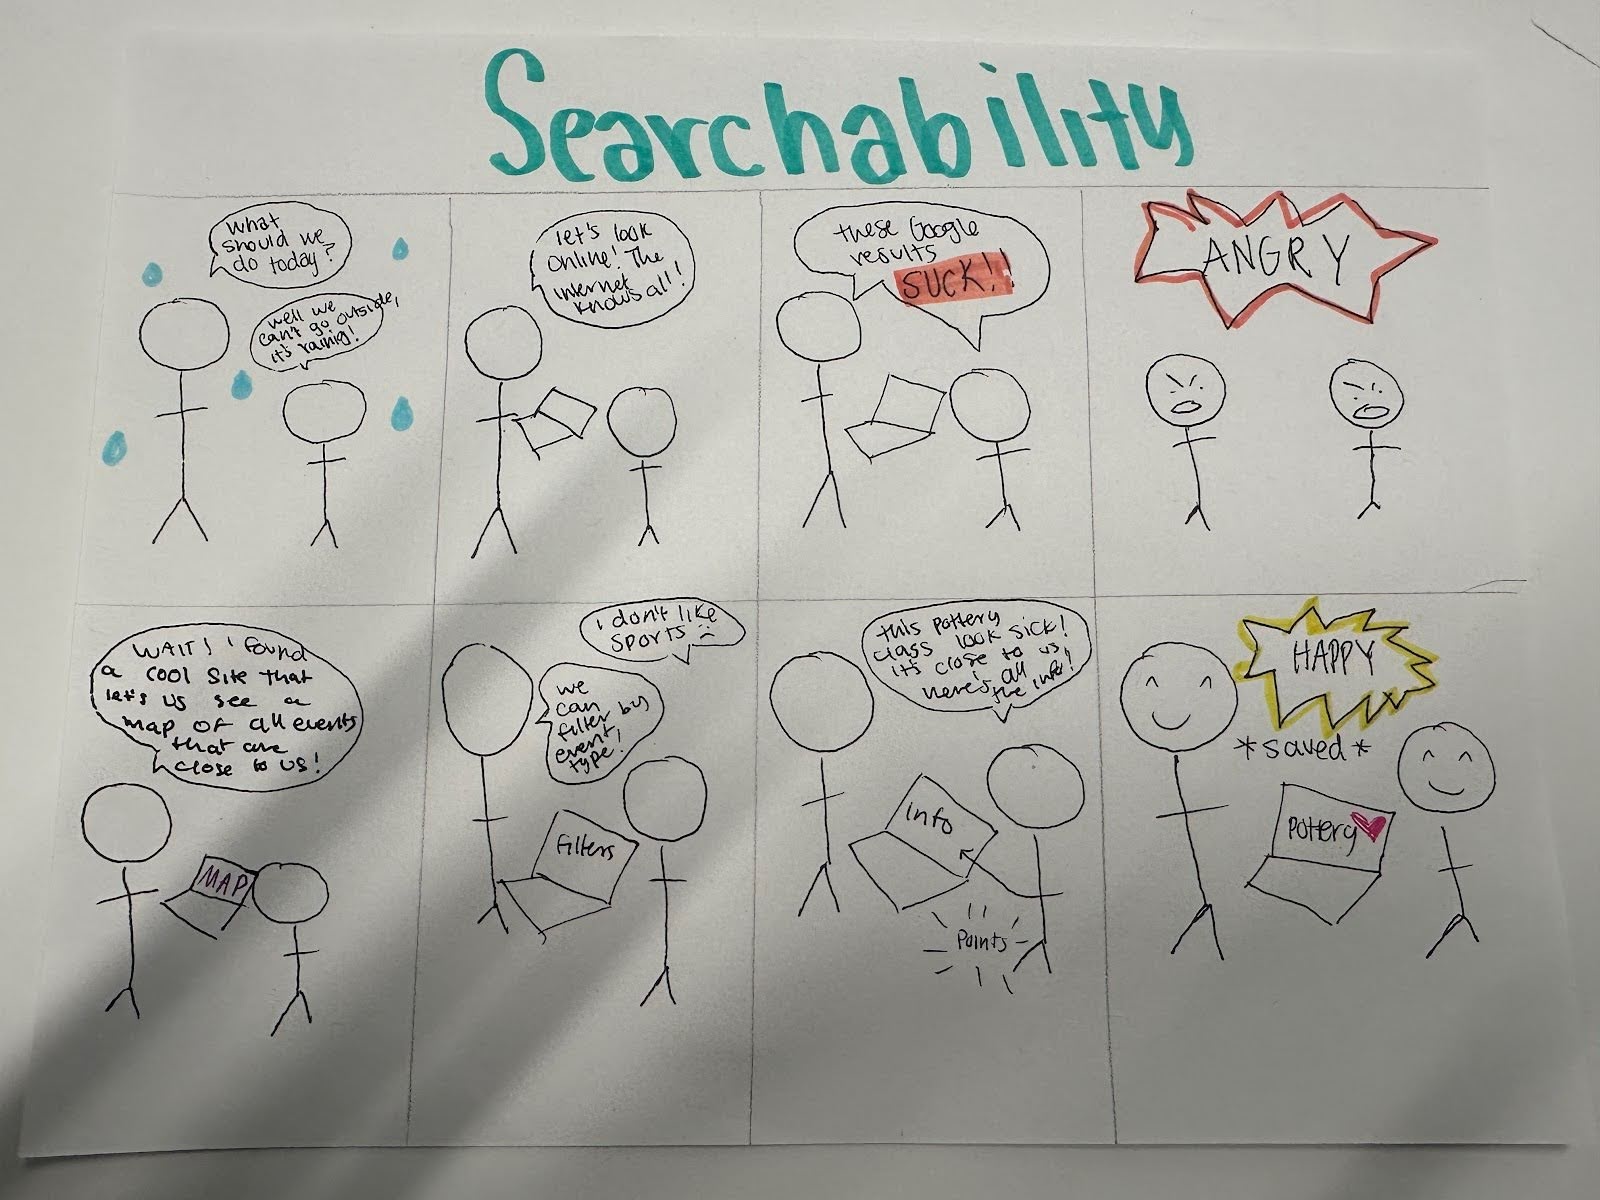 Searchability
What
should we
do today?
well we
can't go outside,
it's rainig!
let's look
online! The
internet
knows all!
these Google
results
SUCK!!
ANGRY
WAIT! I found
a cool site that
let's us see a
map of all events
that are
close to us!
MAP
i don't like
sports
we
can
filter by
event
type!
Filters
this pottery
class look sick!
it's close to us,
here's all
the info!
Info
Points
HAPPY
*saved*
Pottery